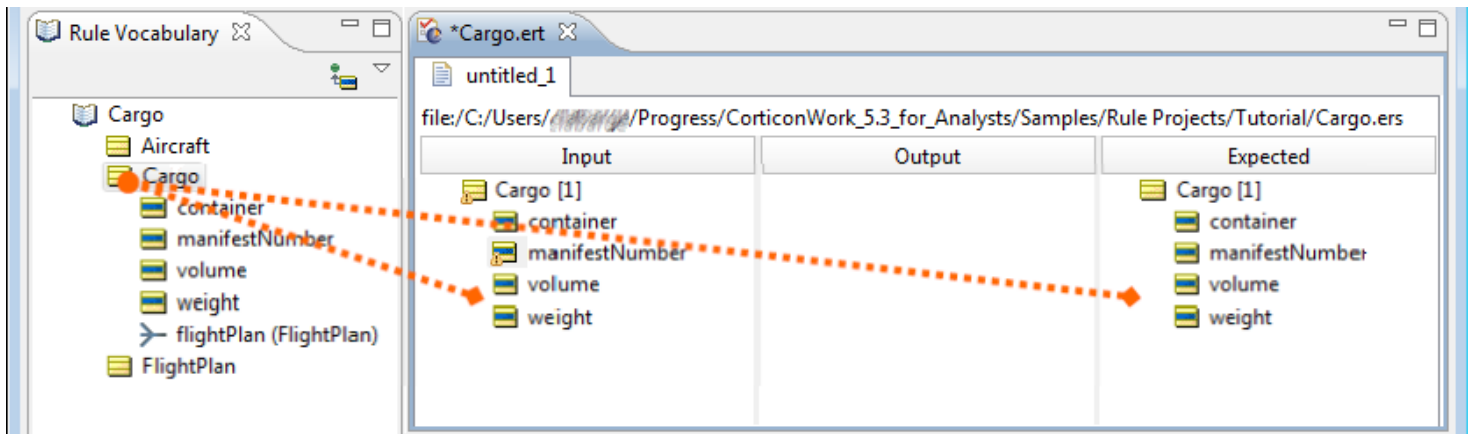 Rule Vocabulary
*Cargo.ert
untitled_1
Cargo
Aircraft
Cargo
container
manifestNumber
volume
weight
flightPlan (FlightPlan)
FlightPlan
file:/C:/Users/ /Progress/CorticonWork_5.3_for_Analysts/Samples/Rule Projects/Tutorial/Cargo.ers
Input Output Expected
Cargo [1] Cargo [1]
container container
manifestNumber manifestNumber
volume volume
weight weight